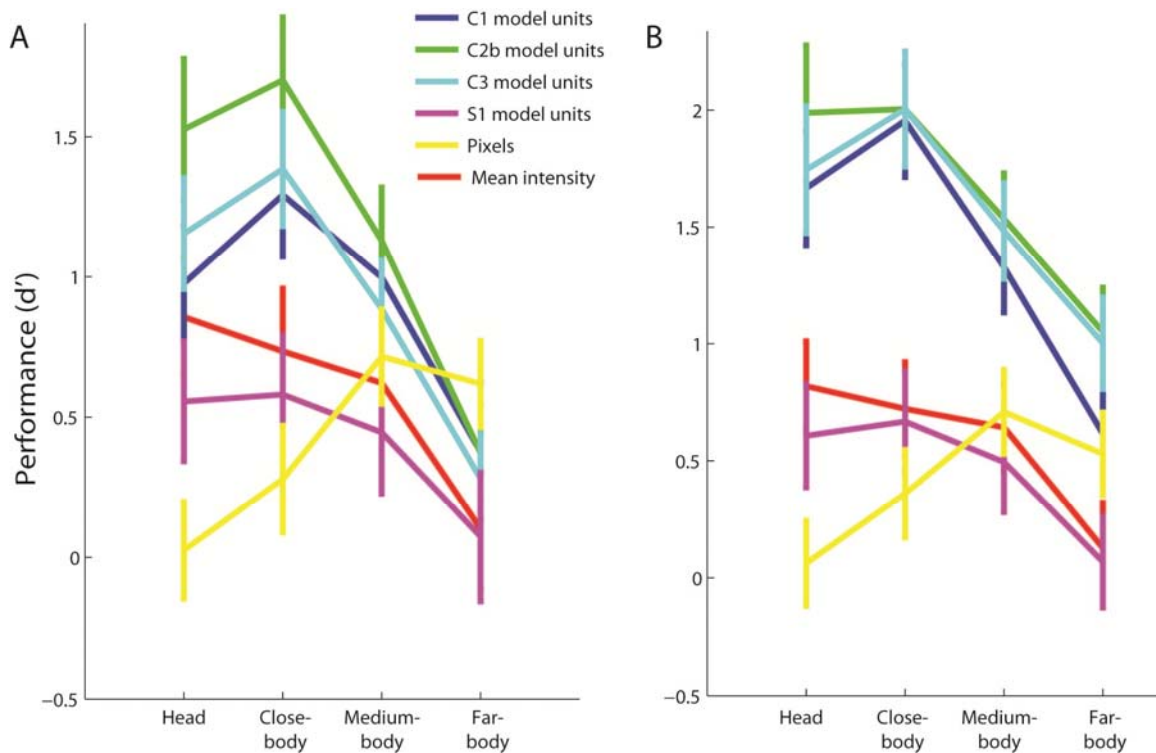 A
C1 model units
C2b model units
C3 model units
S1 model units
Pixels
Mean intensity
Performance (d')
1.5
1
0.5
0
−0.5
Head
Close-
body
Medium-
body
Far-
body
B
2
1.5
1
0.5
0
−0.5
Head
Close-
body
Medium-
body
Far-
body